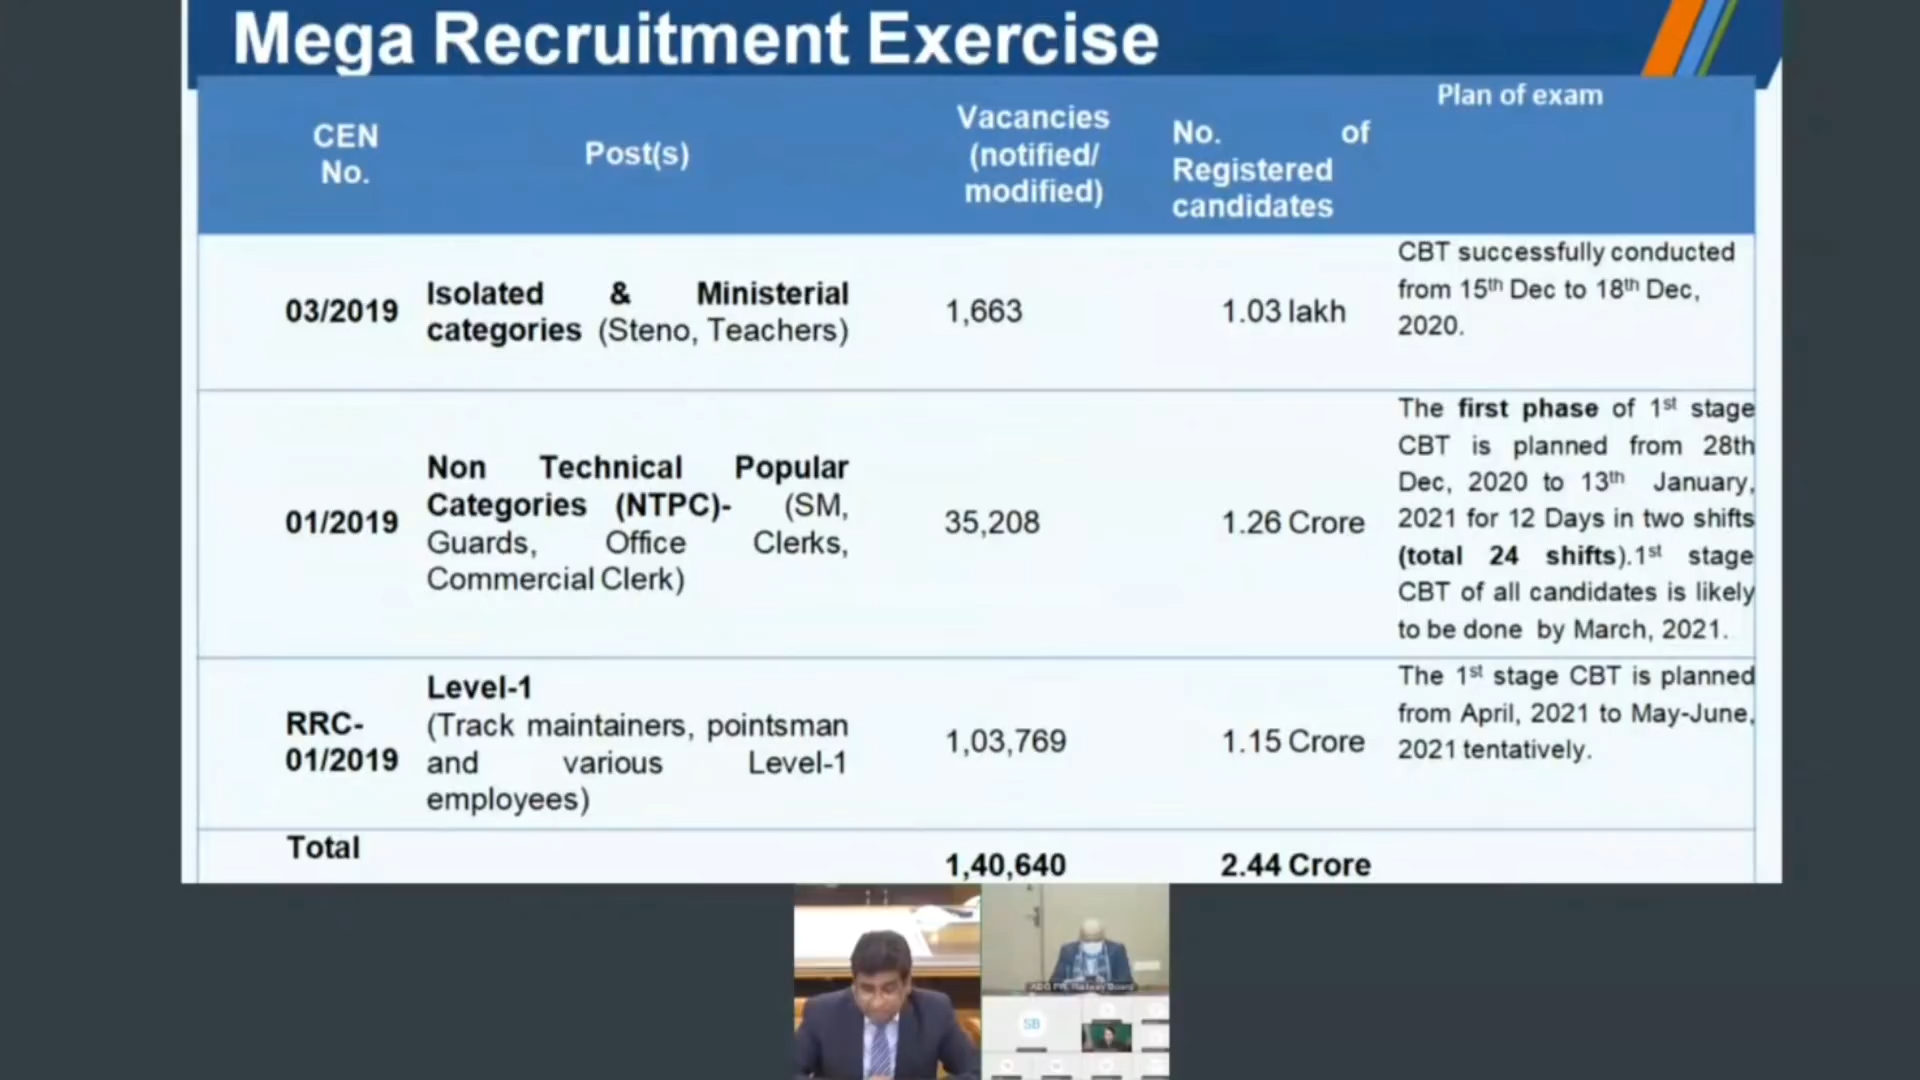 Mega Recruitment Exercise
CEN
No.
Post(s)
Vacancies
(notified/
modified)
No. of
Registered
candidates
Plan of exam
03/2019
Isolated & Ministerial
categories (Steno, Teachers)
1,663
1.03 lakh
CBT successfully conducted
from 15th Dec to 18th Dec,
2020.
01/2019
Non Technical Popular
Categories (NTPC)- (SM,
Guards, Office Clerks,
Commercial Clerk)
35,208
1.26 Crore
The first phase of 1st stage
CBT is planned from 28th
Dec, 2020 to 13th January,
2021 for 12 Days in two shifts
(total 24 shifts).1st stage
CBT of all candidates is likely
to be done by March, 2021.
RRC-
01/2019
Level-1
(Track maintainers, pointsman
and various Level-1
employees)
1,03,769
1.15 Crore
The 1st stage CBT is planned
from April, 2021 to May-June,
2021 tentatively.
Total
1,40,640
2.44 Crore
Railway Board
SB